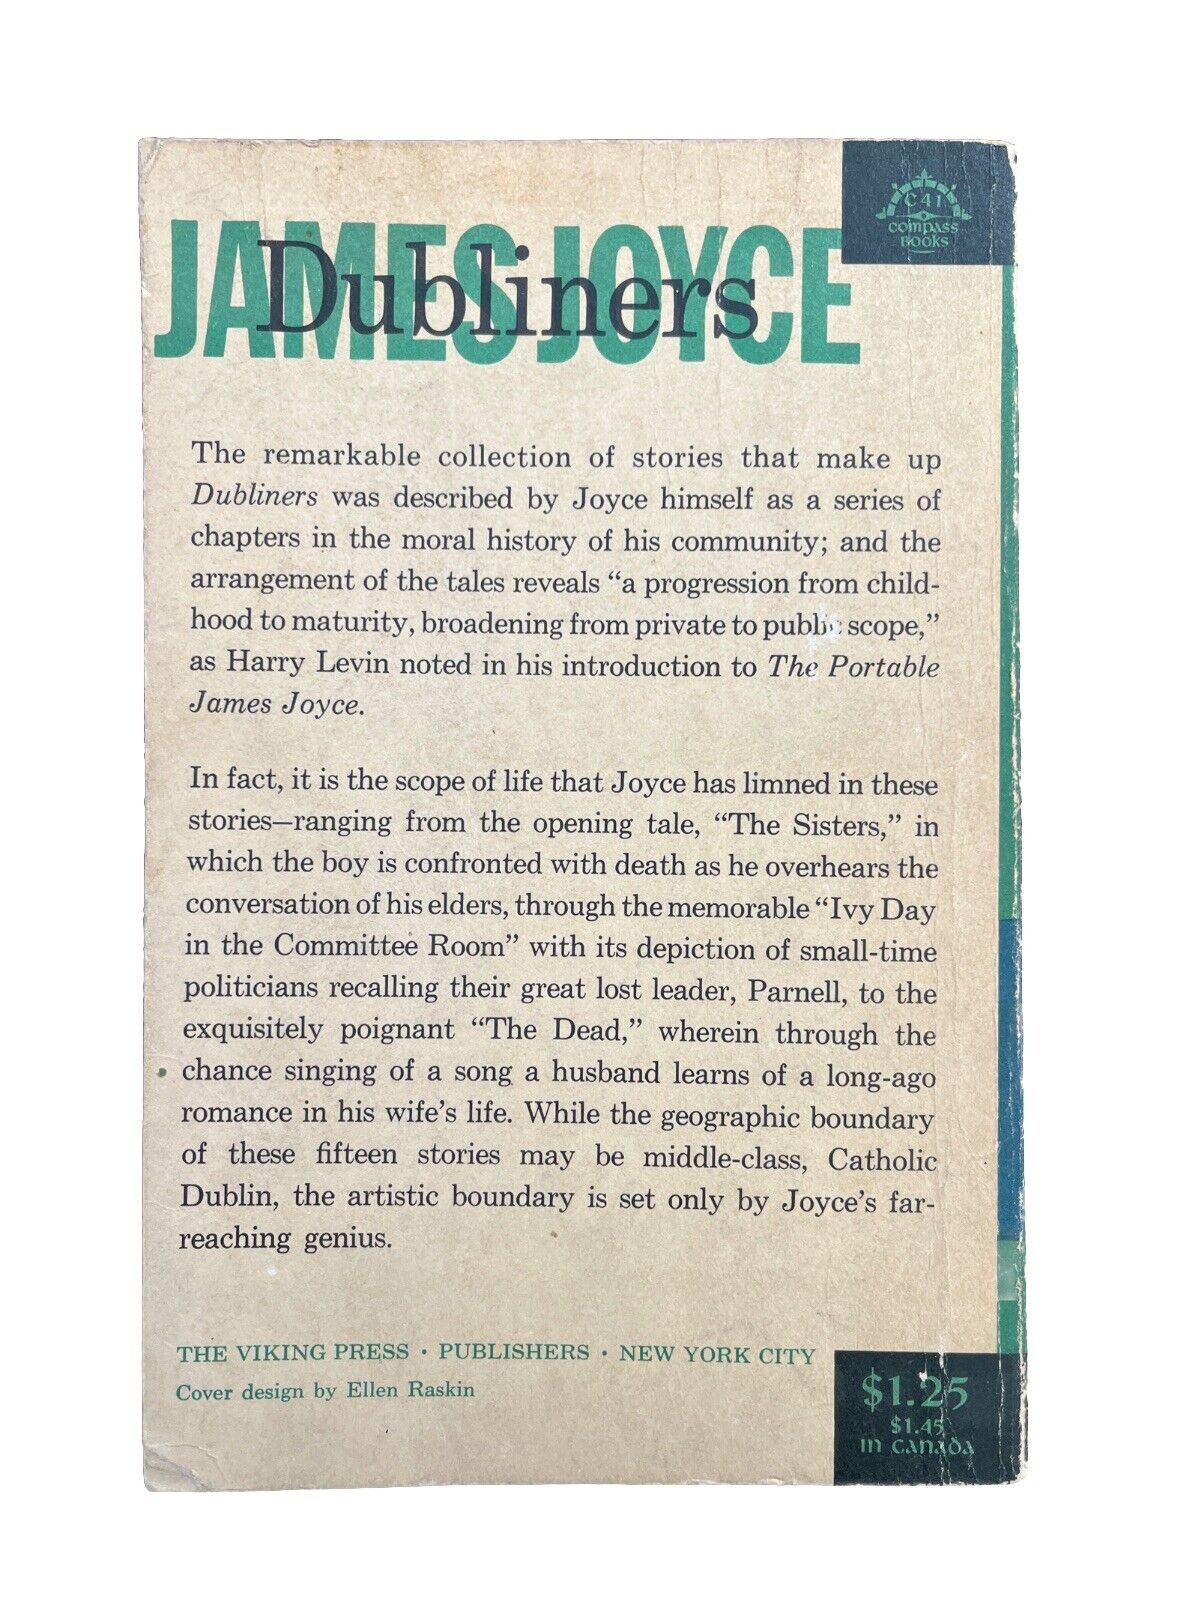 C41
COMPASS
BOOKS
JAMES JOYCE
Dubliners
The remarkable collection of stories that make up
Dubliners was described by Joyce himself as a series of
chapters in the moral history of his community; and the
arrangement of the tales reveals “a progression from child-
hood to maturity, broadening from private to public scope,”
as Harry Levin noted in his introduction to The Portable
James Joyce.
In fact, it is the scope of life that Joyce has limned in these
stories—ranging from the opening tale, “The Sisters,” in
which the boy is confronted with death as he overhears the
conversation of his elders, through the memorable “Ivy Day
in the Committee Room” with its depiction of small-time
politicians recalling their great lost leader, Parnell, to the
exquisitely poignant “The Dead,” wherein through the
chance singing of a song a husband learns of a long-ago
romance in his wife’s life. While the geographic boundary
of these fifteen stories may be middle-class, Catholic
Dublin, the artistic boundary is set only by Joyce’s far-
reaching genius.
THE VIKING PRESS · PUBLISHERS · NEW YORK CITY
Cover design by Ellen Raskin
$1.25
$1.45
IN CANADA